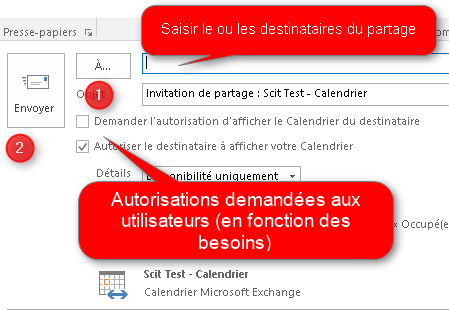 Presse-papiers
Saisir le ou les destinataires du partage
À...
1
Envoyer
Objet
Invitation de partage : Scit Test - Calendrier
Demander l'autorisation d'afficher le Calendrier du destinataire
2
Autoriser le destinataire à afficher votre Calendrier
Détails
Disponibilité uniquement
Autorisations demandées aux
utilisateurs (en fonction des
besoins)
Scit Test - Calendrier
Calendrier Microsoft Exchange